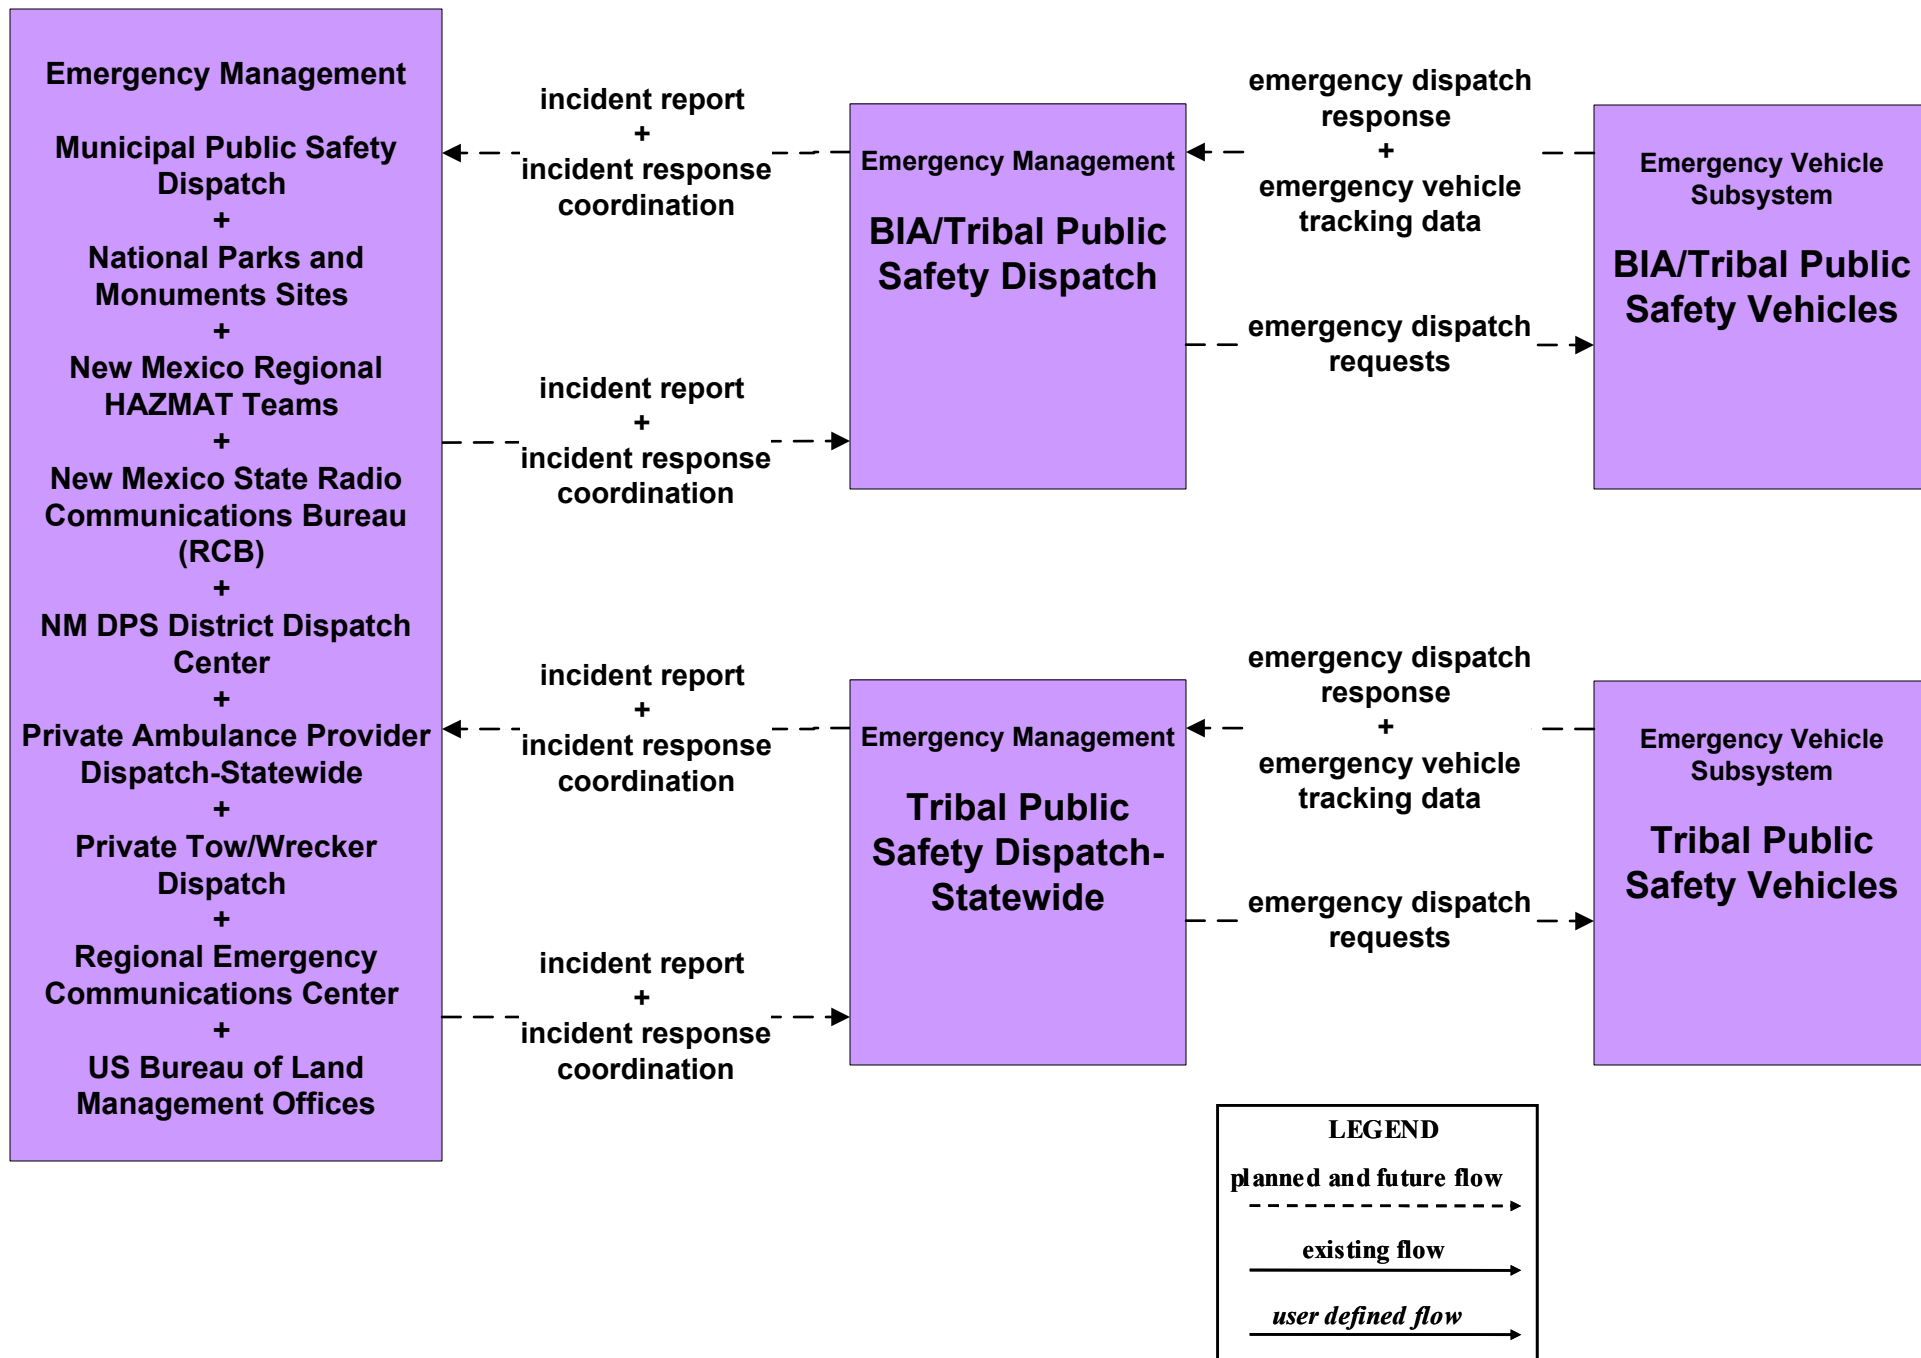 Emergency Management
Municipal Public Safety
Dispatch
+
National Parks and
Monuments Sites
+
New Mexico Regional
HAZMAT Teams
+
New Mexico State Radio
Communications Bureau
(RCB)
+
NM DPS District Dispatch
Center
+
Private Ambulance Provider
Dispatch-Statewide
+
Private Tow/Wrecker
Dispatch
+
Regional Emergency
Communications Center
+
US Bureau of Land
Management Offices
incident report
+
incident response
coordination
incident report
+
incident response
coordination
Emergency Management
BIA/Tribal Public
Safety Dispatch
emergency dispatch
response
+
emergency vehicle
tracking data
emergency dispatch
requests
Emergency Vehicle
Subsystem
BIA/Tribal Public
Safety Vehicles
incident report
+
incident response
coordination
incident report
+
incident response
coordination
Emergency Management
Tribal Public
Safety Dispatch-
Statewide
emergency dispatch
response
+
emergency vehicle
tracking data
emergency dispatch
requests
Emergency Vehicle
Subsystem
Tribal Public
Safety Vehicles
LEGEND
planned and future flow
existing flow
user defined flow